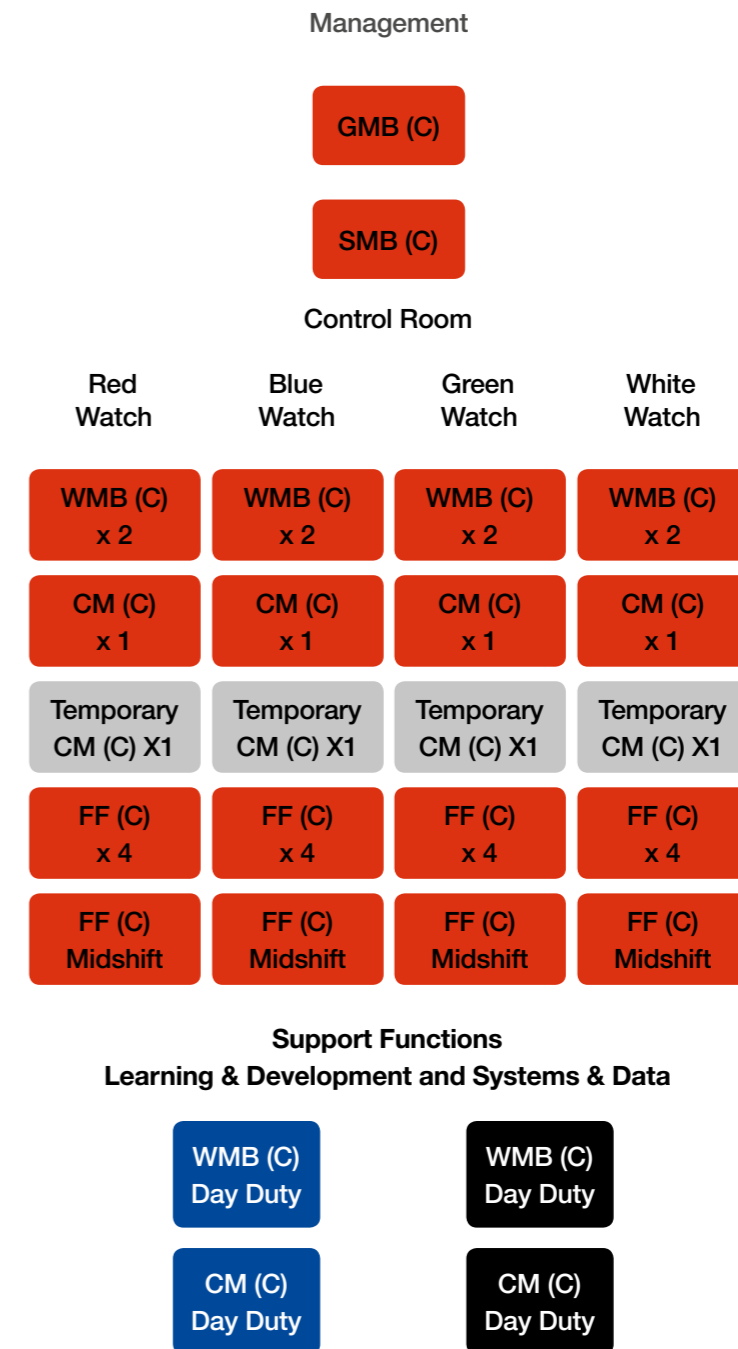 Management
GMB (C)
SMB (C)
Control Room
Red Watch
Blue Watch
Green Watch
White Watch
WMB (C)
x 2
WMB (C)
x 2
WMB (C)
x 2
WMB (C)
x 2
CM (C)
x 1
CM (C)
x 1
CM (C)
x 1
CM (C)
x 1
Temporary
CM (C) X1
Temporary
CM (C) X1
Temporary
CM (C) X1
Temporary
CM (C) X1
FF (C)
x 4
FF (C)
x 4
FF (C)
x 4
FF (C)
x 4
FF (C)
Midshift
FF (C)
Midshift
FF (C)
Midshift
FF (C)
Midshift
Support Functions
Learning & Development and Systems & Data
WMB (C)
Day Duty
WMB (C)
Day Duty
CM (C)
Day Duty
CM (C)
Day Duty